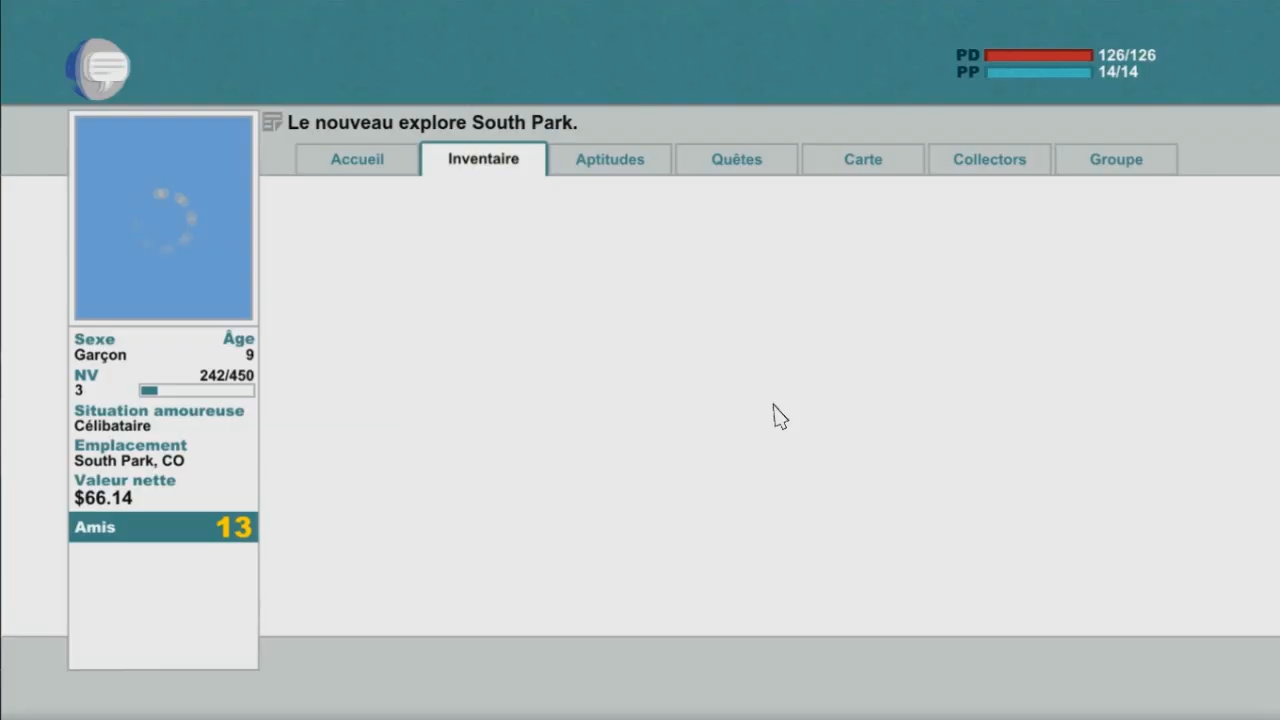 PD 126/126
PP 14/14
Le nouveau explore South Park.
Accueil Inventaire Aptitudes Quêtes Carte Collectors Groupe
Sexe Âge
Garçon 9
NV 242/450
3
Situation amoureuse
Célibataire
Emplacement
South Park, CO
Valeur nette
$66.14
Amis 13